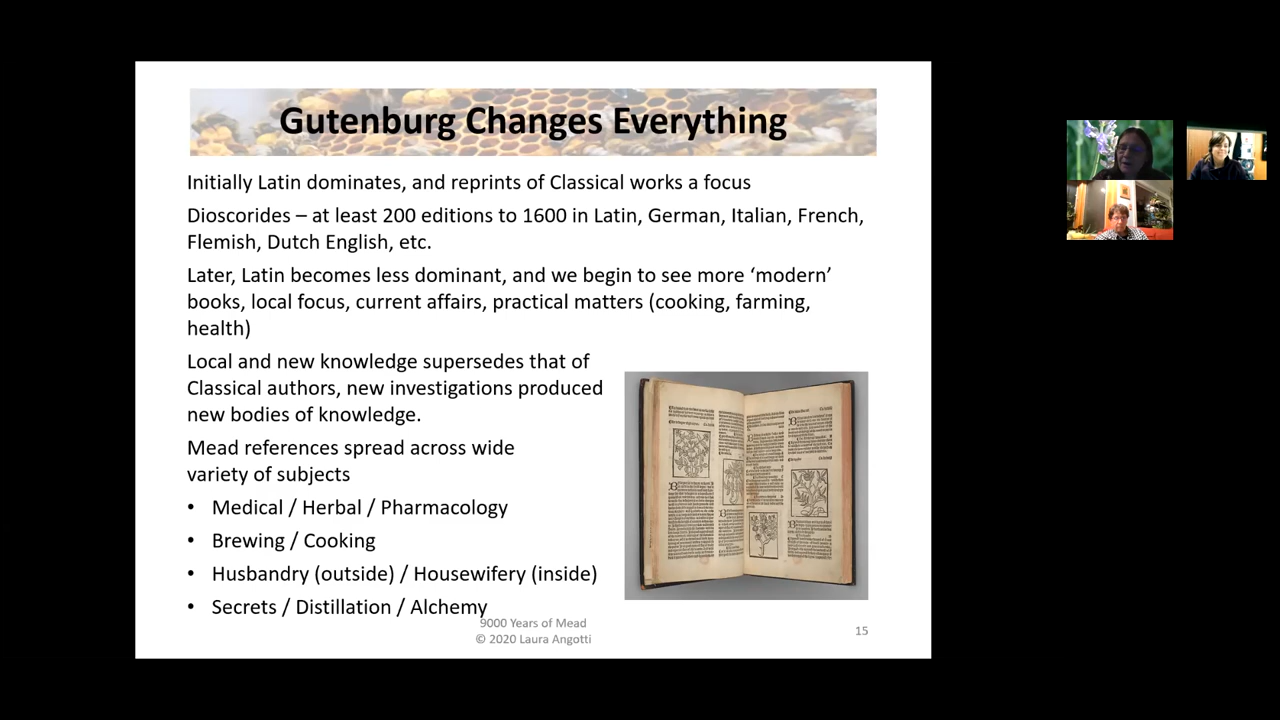 Gutenburg Changes Everything
Initially Latin dominates, and reprints of Classical works a focus
Dioscorides – at least 200 editions to 1600 in Latin, German, Italian, French,
Flemish, Dutch English, etc.
Later, Latin becomes less dominant, and we begin to see more ‘modern’
books, local focus, current affairs, practical matters (cooking, farming,
health)
Local and new knowledge supersedes that of
Classical authors, new investigations produced
new bodies of knowledge.
Mead references spread across wide
variety of subjects
• Medical / Herbal / Pharmacology
• Brewing / Cooking
• Husbandry (outside) / Housewifery (inside)
• Secrets / Distillation / Alchemy
9000 Years of Mead
© 2020 Laura Angotti
15